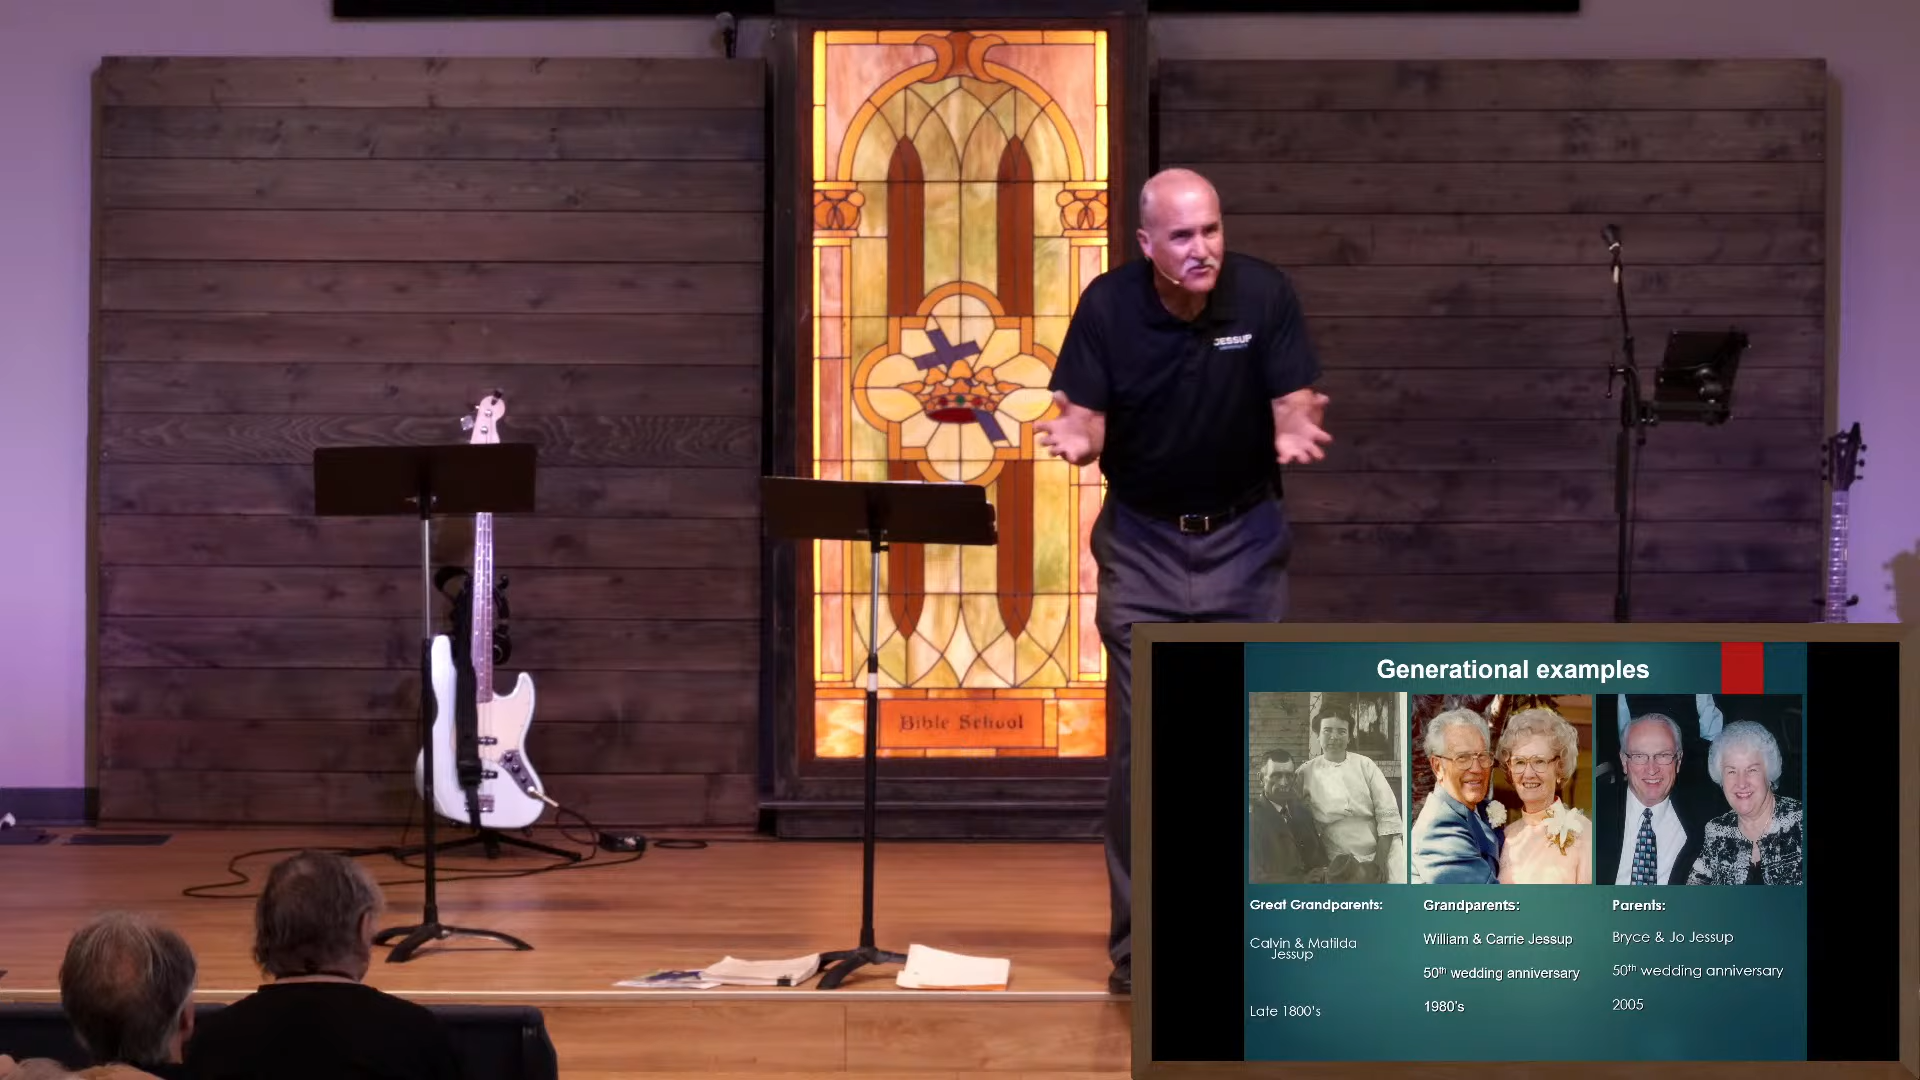 JESSUP
UNIVERSITY
Bible School
Generational examples
Great Grandparents:
Calvin & Matilda
Jessup
Late 1800's
Grandparents:
William & Carrie Jessup
50th wedding anniversary
1980's
Parents:
Bryce & Jo Jessup
50th wedding anniversary
2005